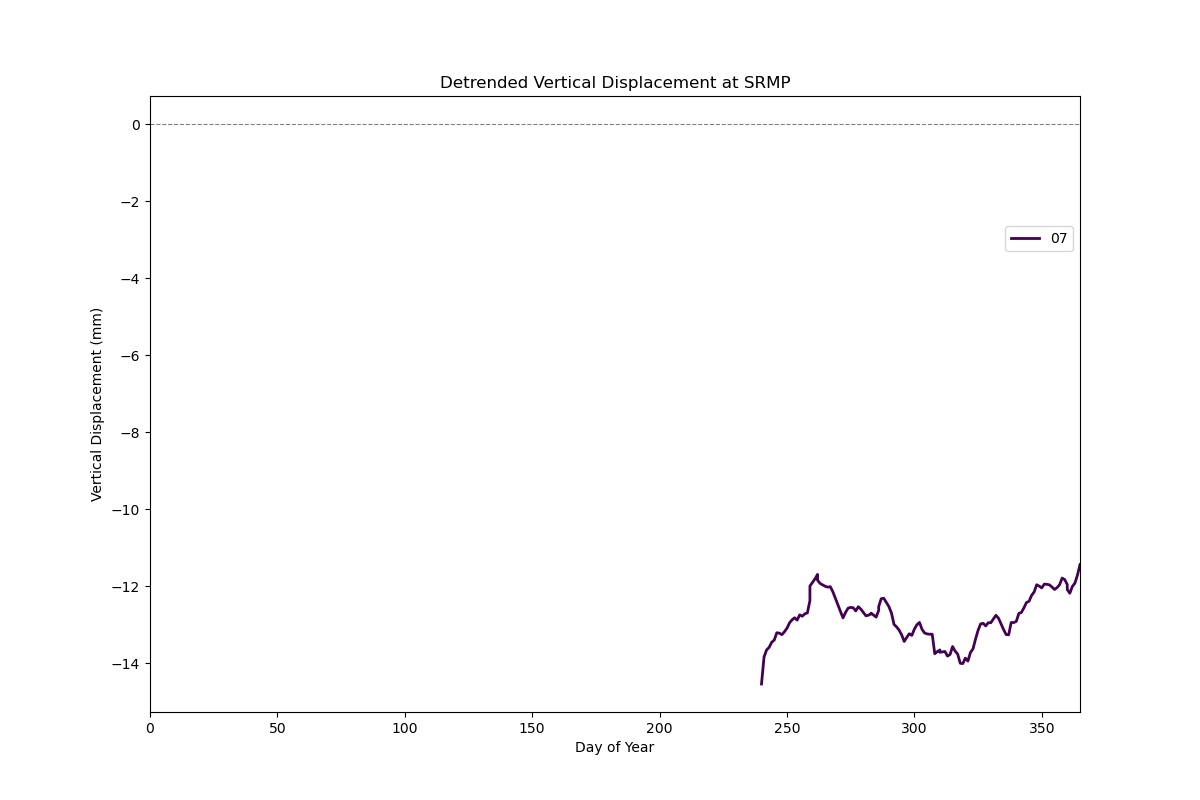 Detrended Vertical Displacement at SRMP
0
−2
−4
−6
−8
−10
−12
−14
Vertical Displacement (mm)
07
0 50 100 150 200 250 300 350
Day of Year